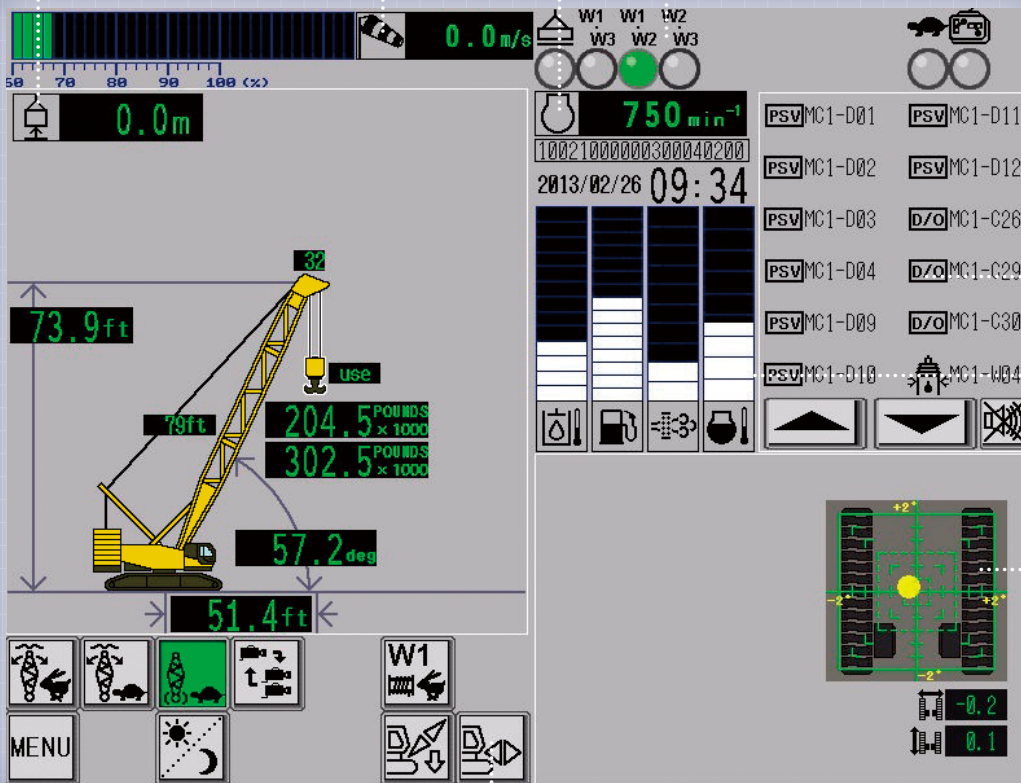 0.0m/s
60 70 80 90 100 (%)
W1 W1 W2
W3 W2 W3
0.0m
750 min⁻¹
10021000000300040200
2013/02/26 09:34
PSV MC1-D01 PSV MC1-D11
PSV MC1-D02 PSV MC1-D12
PSV MC1-D03 D/O MC1-C26
PSV MC1-D04 D/O MC1-C29
PSV MC1-D09 D/O MC1-C30
PSV MC1-D10 MC1-W04
32
73.9ft
use
79ft
204.5 POUNDS ×1000
302.5 POUNDS ×1000
57.2deg
51.4ft
+2°
-2° +2°
-2°
-0.2
0.1
W1
MENU